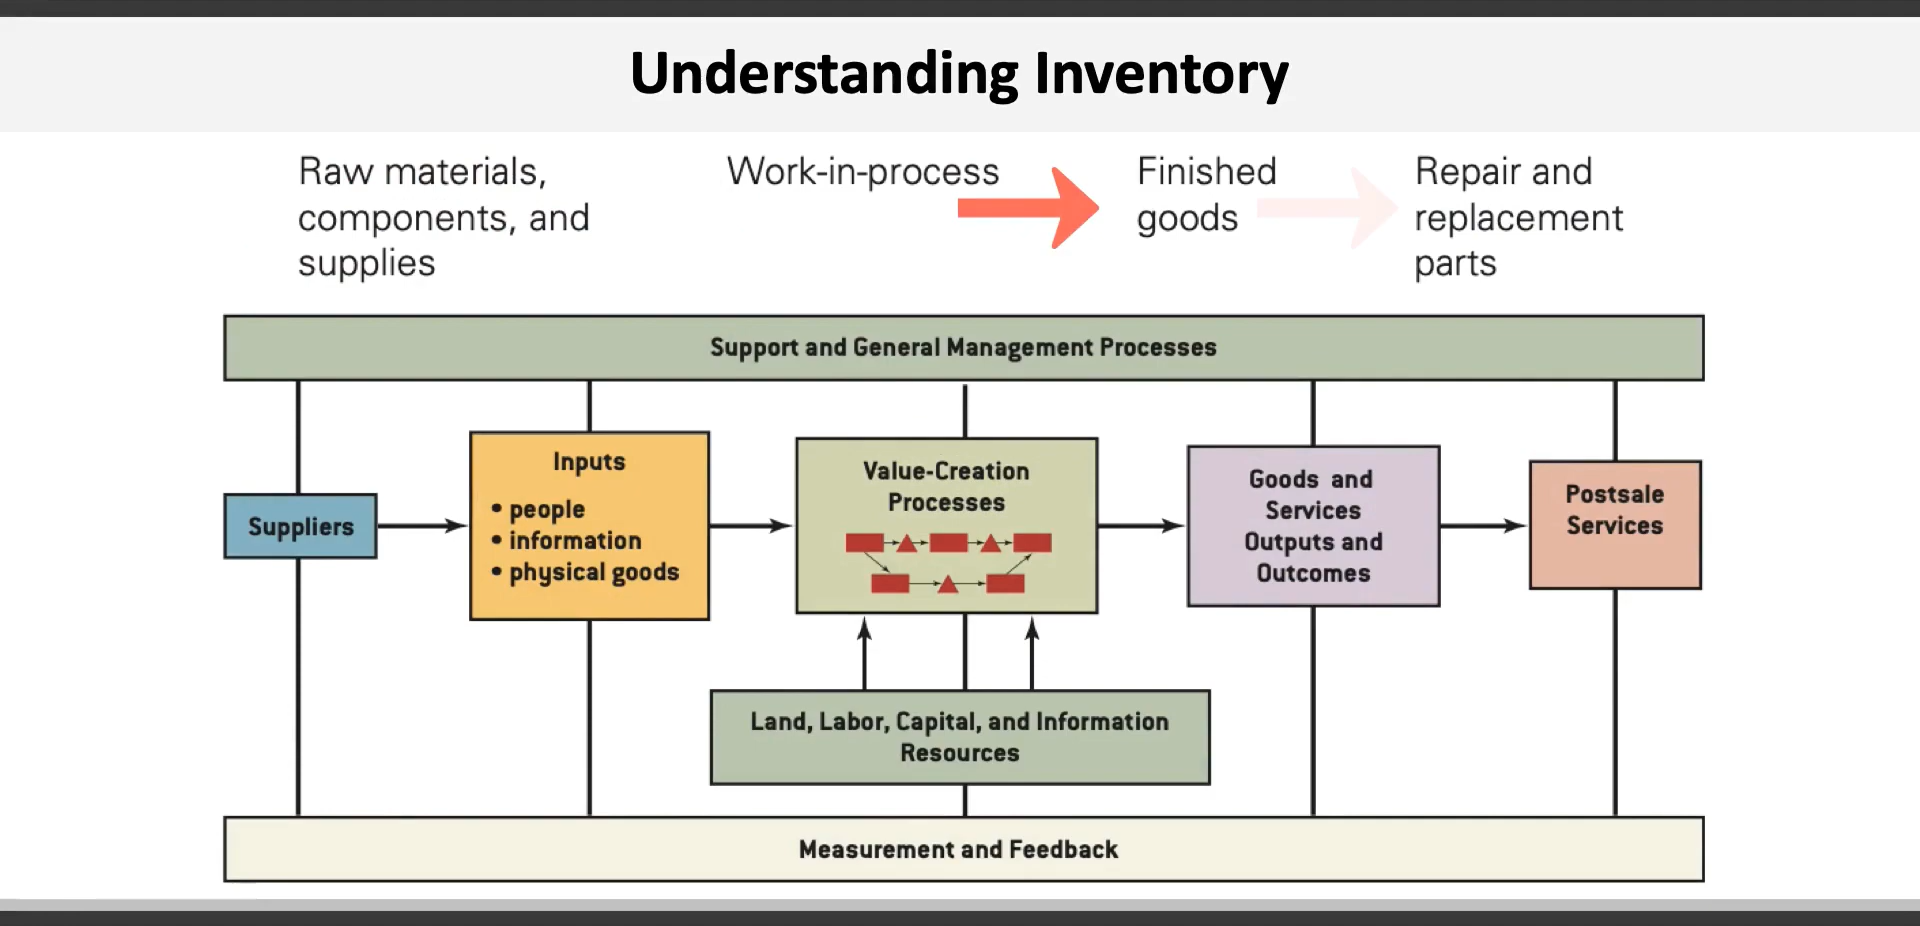 Understanding Inventory
Raw materials,
components, and
supplies
Work-in-process
Finished
goods
Repair and
replacement
parts
Support and General Management Processes
Suppliers
Inputs
• people
• information
• physical goods
Value-Creation
Processes
Goods and
Services
Outputs and
Outcomes
Postsale
Services
Land, Labor, Capital, and Information
Resources
Measurement and Feedback